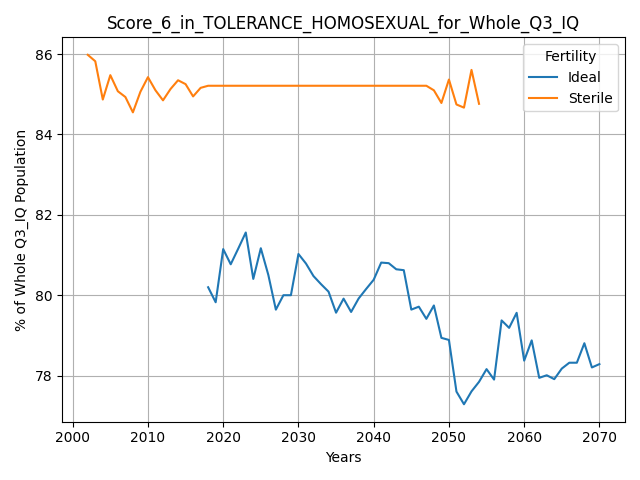 Score_6_in_TOLERANCE_HOMOSEXUAL_for_Whole_Q3_IQ
Fertility
Ideal
Sterile
% of Whole Q3_IQ Population
86
84
82
80
78
2000 2010 2020 2030 2040 2050 2060 2070
Years